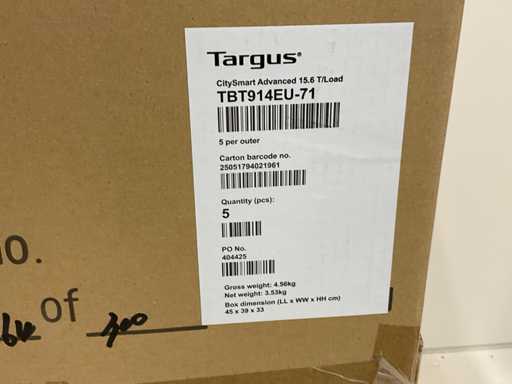 Targus
CitySmart Advanced 15.6 T/Load
TBT914EU-71
5 per outer
Carton barcode no.
25051794021961
Quantity (pcs):
5
PO No.
404425
Gross weight: 4.56kg
Net weight: 3.53kg
Box dimension (LL x WW x HH cm)
45 x 39 x 33
o.
of 300